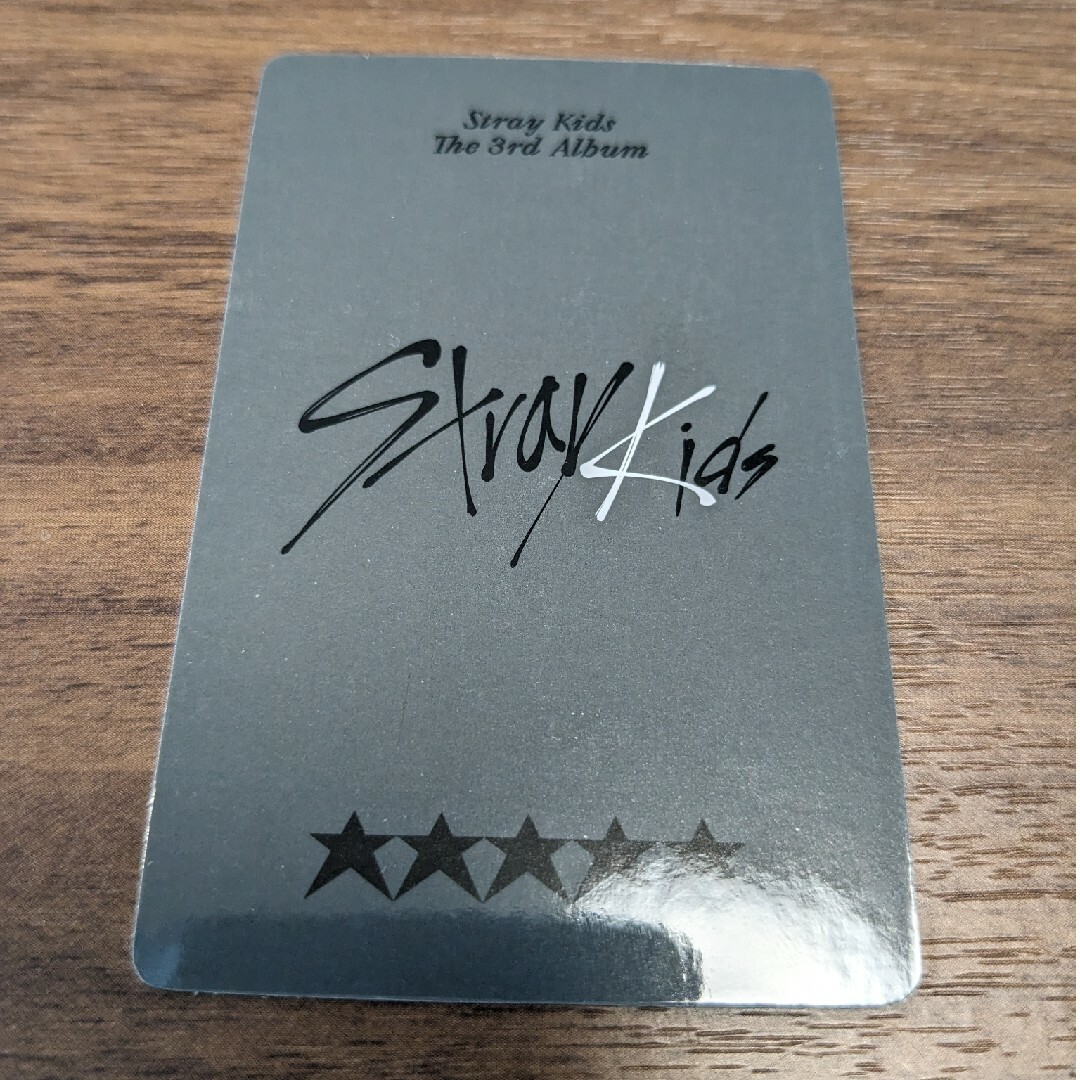 Stray Kids
The 3rd Album
Stray Kids
★★★★★